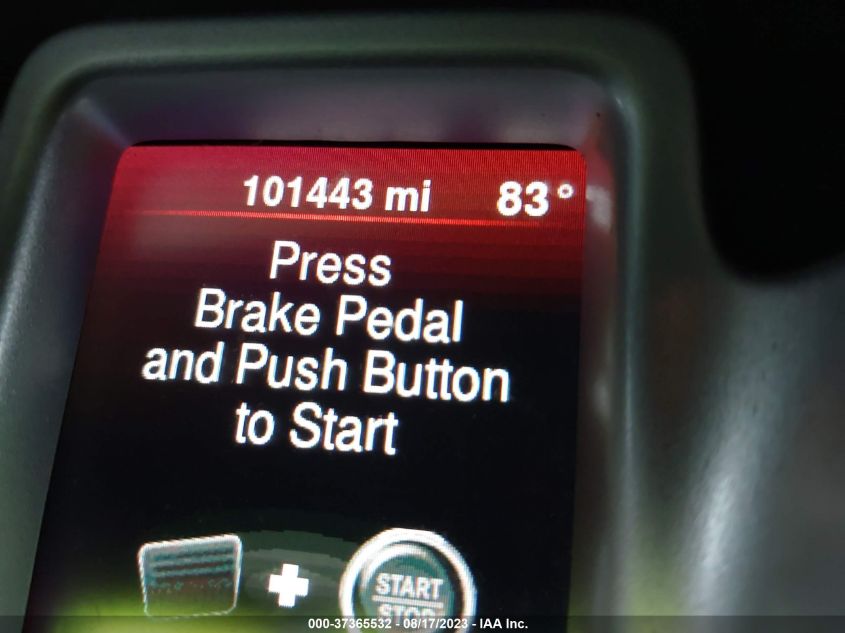 101443 mi 83°
Press
Brake Pedal
and Push Button
to Start
START
STOP
000-37365532 - 08/17/2023 - IAA Inc.